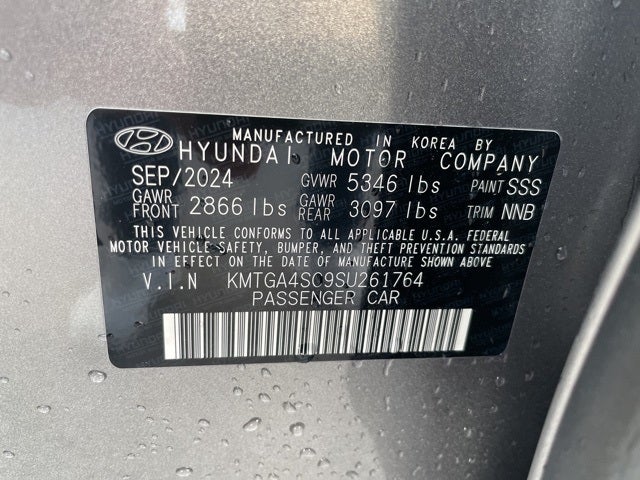 MANUFACTURED IN KOREA BY
HYUNDAI MOTOR COMPANY
SEP/2024 GVWR 5346 lbs PAINT SSS
GAWR FRONT 2866 lbs GAWR REAR 3097 lbs TRIM NNB
THIS VEHICLE CONFORMS TO ALL APPLICABLE U.S.A. FEDERAL
MOTOR VEHICLE SAFETY, BUMPER, AND THEFT PREVENTION STANDARDS
IN EFFECT ON THE DATE OF MANUFACTURE SHOWN ABOVE.
V.I.N KMTGA4SC9SU261764
PASSENGER CAR